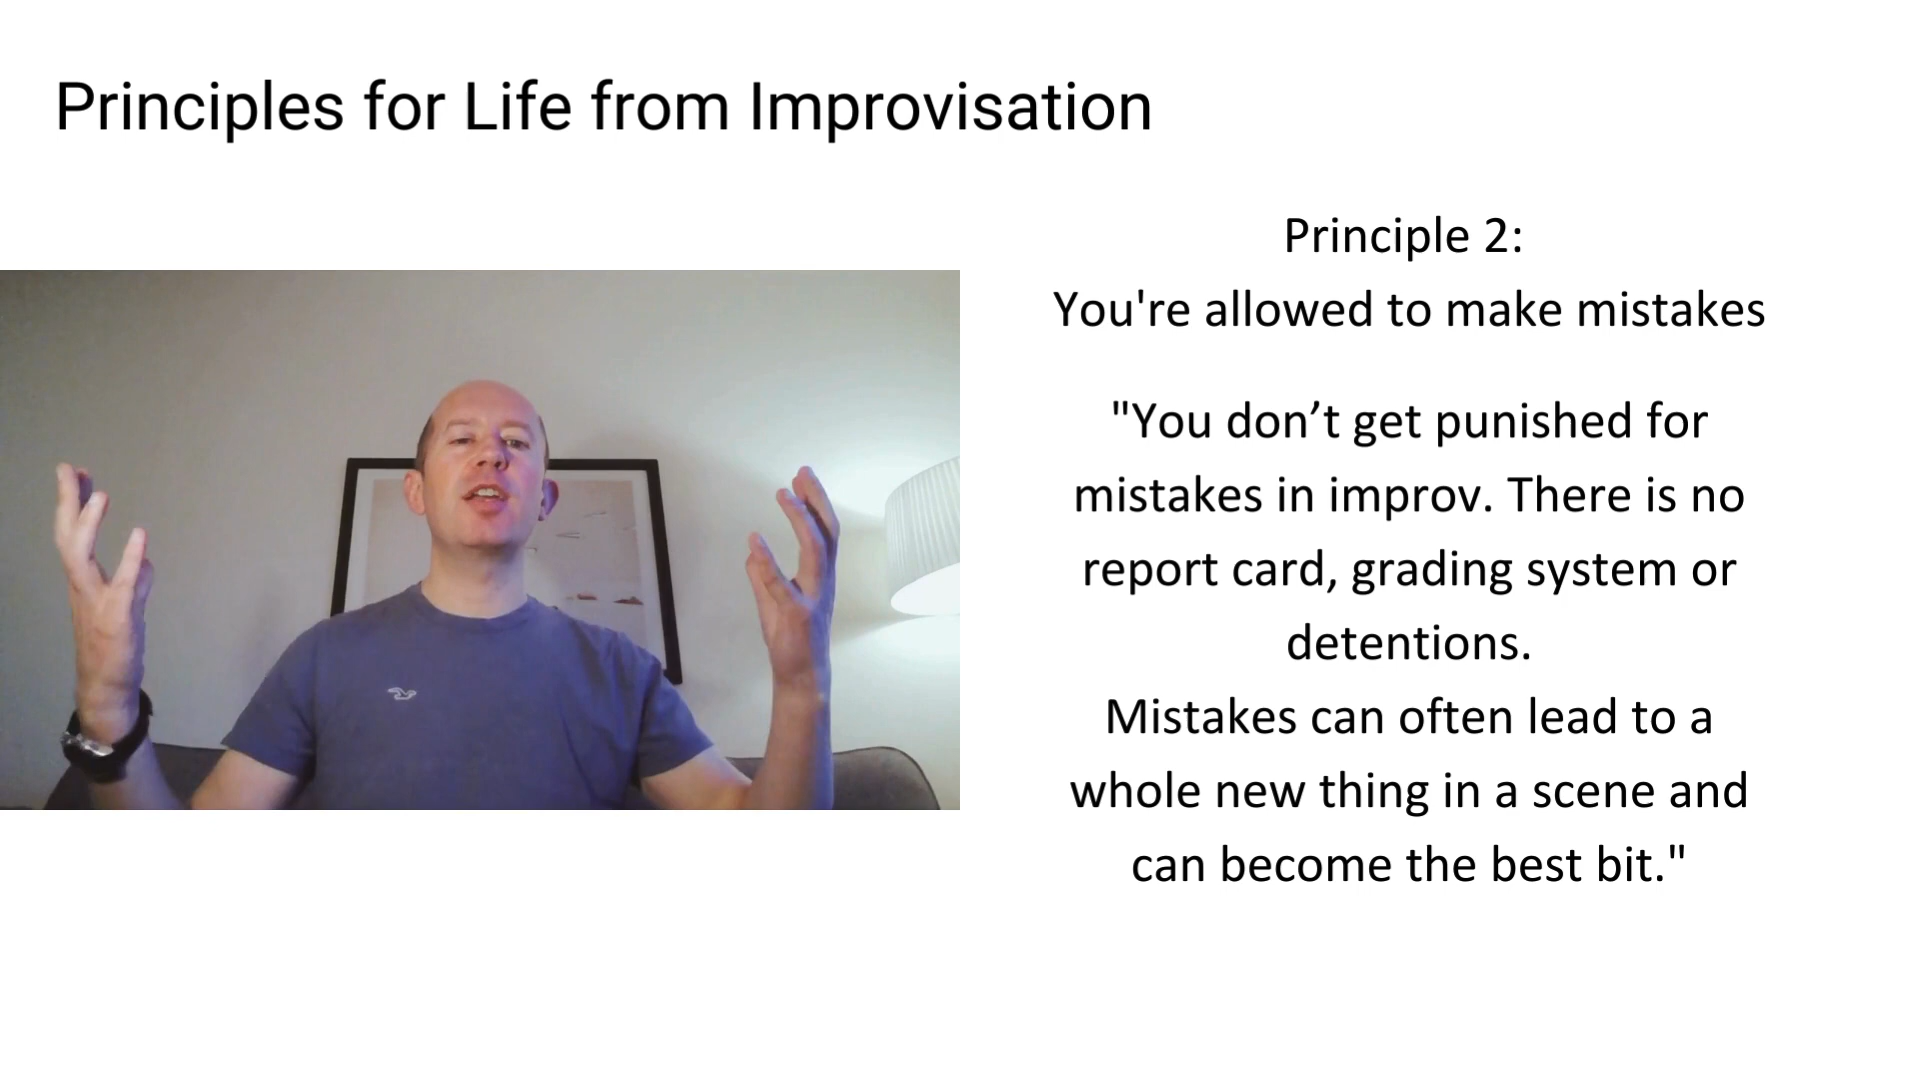 Principles for Life from Improvisation
Principle 2:
You're allowed to make mistakes
"You don’t get punished for
mistakes in improv. There is no
report card, grading system or
detentions.
Mistakes can often lead to a
whole new thing in a scene and
can become the best bit."